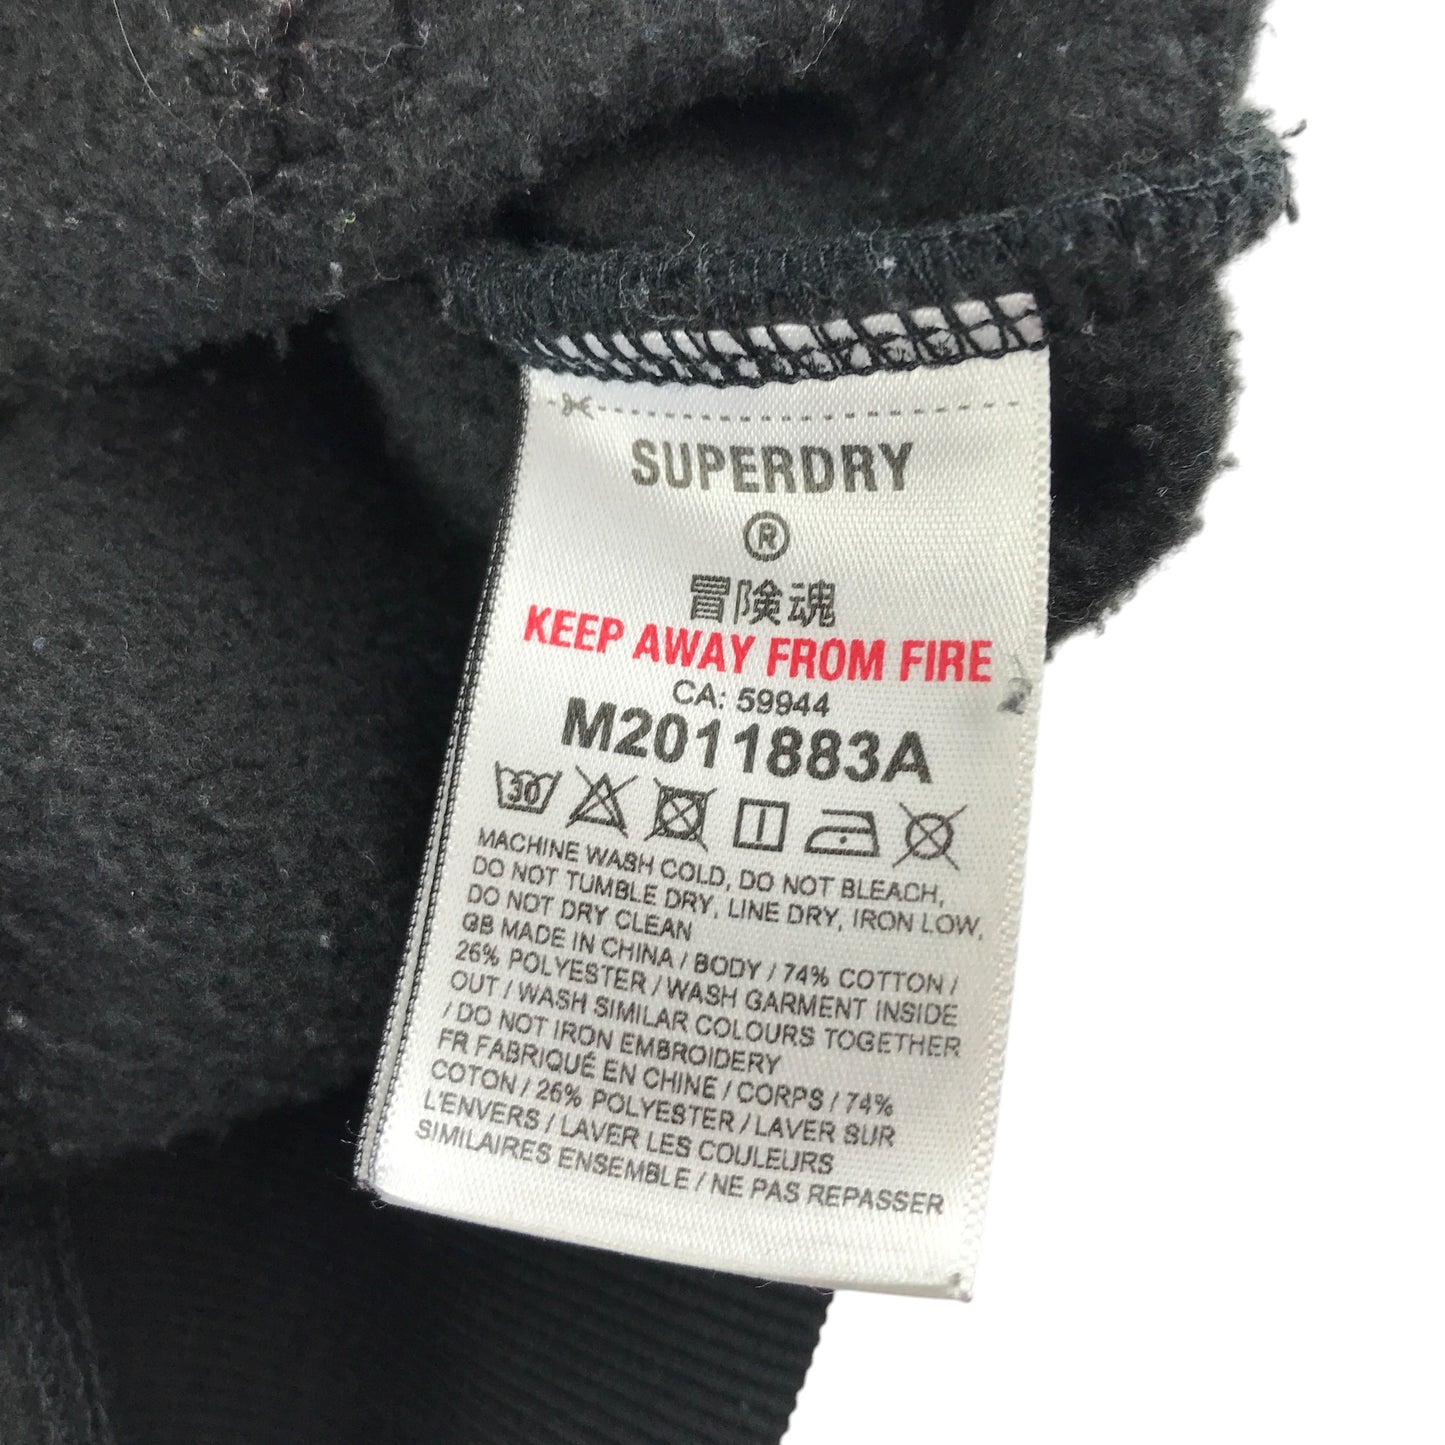 SUPERDRY
®
冒険魂
KEEP AWAY FROM FIRE
CA: 59944
M2011883A
30
MACHINE WASH COLD, DO NOT BLEACH,
DO NOT TUMBLE DRY, LINE DRY, IRON LOW,
DO NOT DRY CLEAN
GB MADE IN CHINA / BODY / 74% COTTON /
26% POLYESTER / WASH GARMENT INSIDE
OUT / WASH SIMILAR COLOURS TOGETHER
/ DO NOT IRON EMBROIDERY
FR FABRIQUÉ EN CHINE / CORPS / 74%
COTON / 26% POLYESTER / LAVER SUR
L'ENVERS / LAVER LES COULEURS
SIMILAIRES ENSEMBLE / NE PAS REPASSER